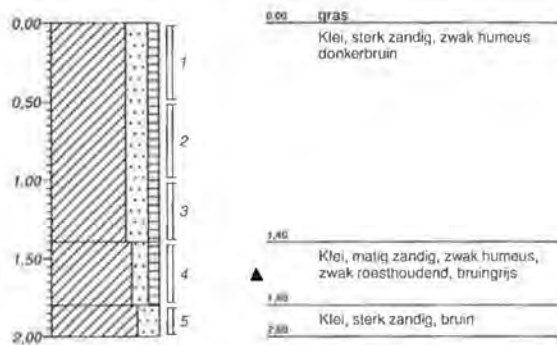 0,00
0,50
1,00
1,50
2,00
1
2
3
4
5
0.00 gras
Klei, sterk zandig, zwak humeus
donkerbruin
1,40
Klei, matig zandig, zwak humeus,
zwak roesthoudend, bruingrijs
1,80
Klei, sterk zandig, bruin
2,00